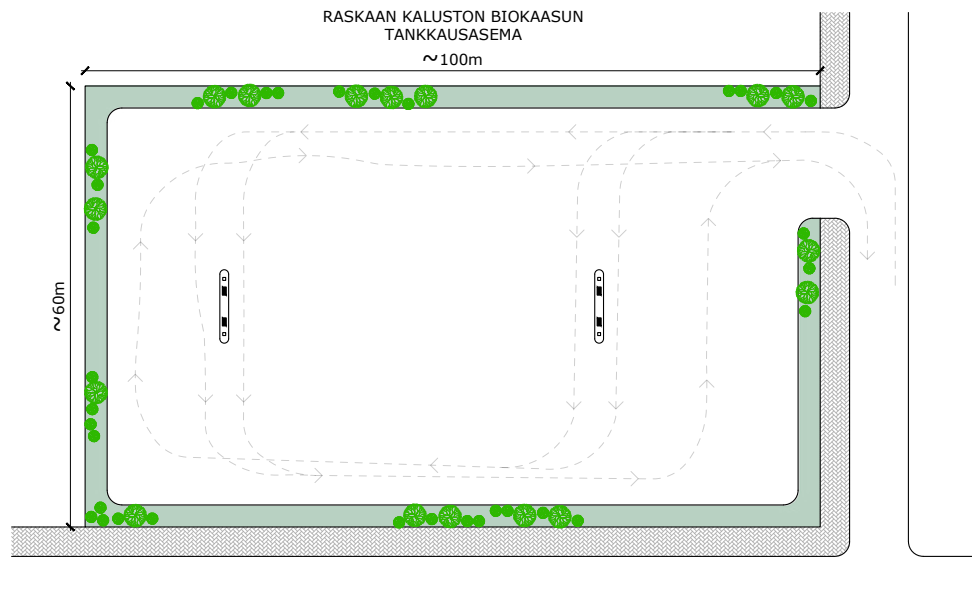 RASKAAN KALUSTON BIOKAASUN
TANKKAUSASEMA
~100m
~60m